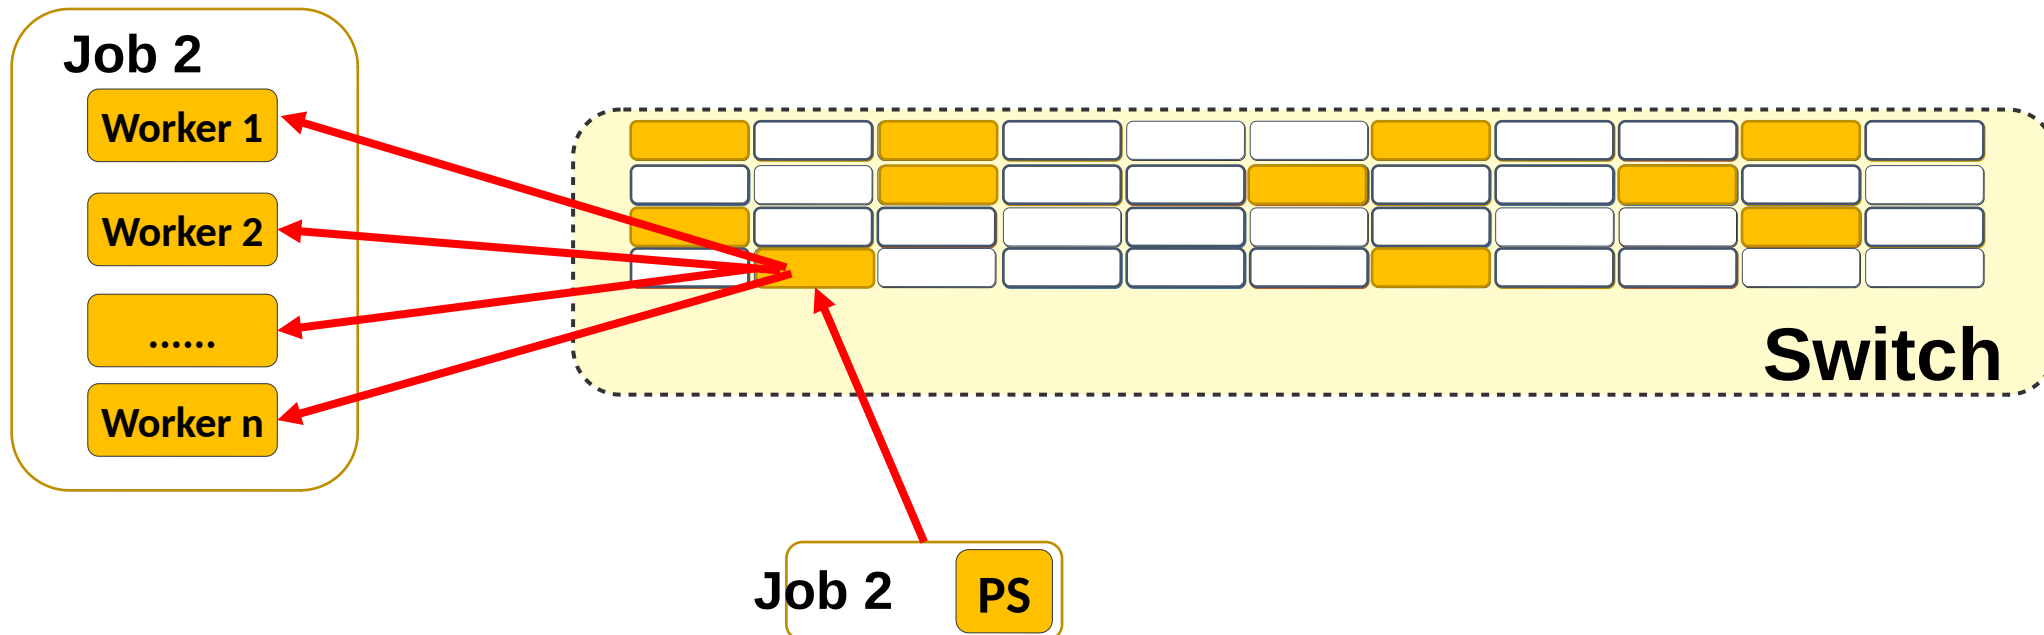 Job 2
Worker 1
Worker 2
......
Worker n
Switch
Job 2
PS